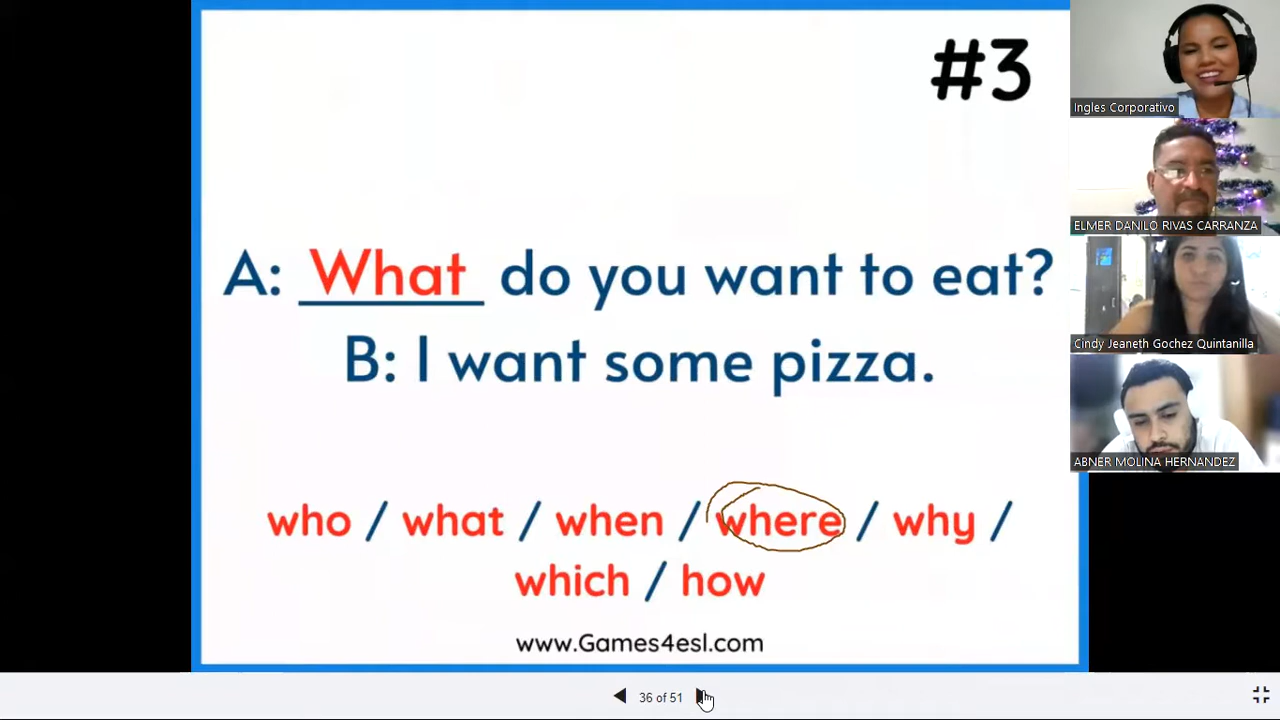 #3
A: What do you want to eat?
B: I want some pizza.
who / what / when / where / why /
which / how
www.Games4esl.com
36 of 51
Ingles Corporativo
ELMER DANILO RIVAS CARRANZA
Cindy Jeaneth Gochez Quintanilla
ABNER MOLINA HERNANDEZ